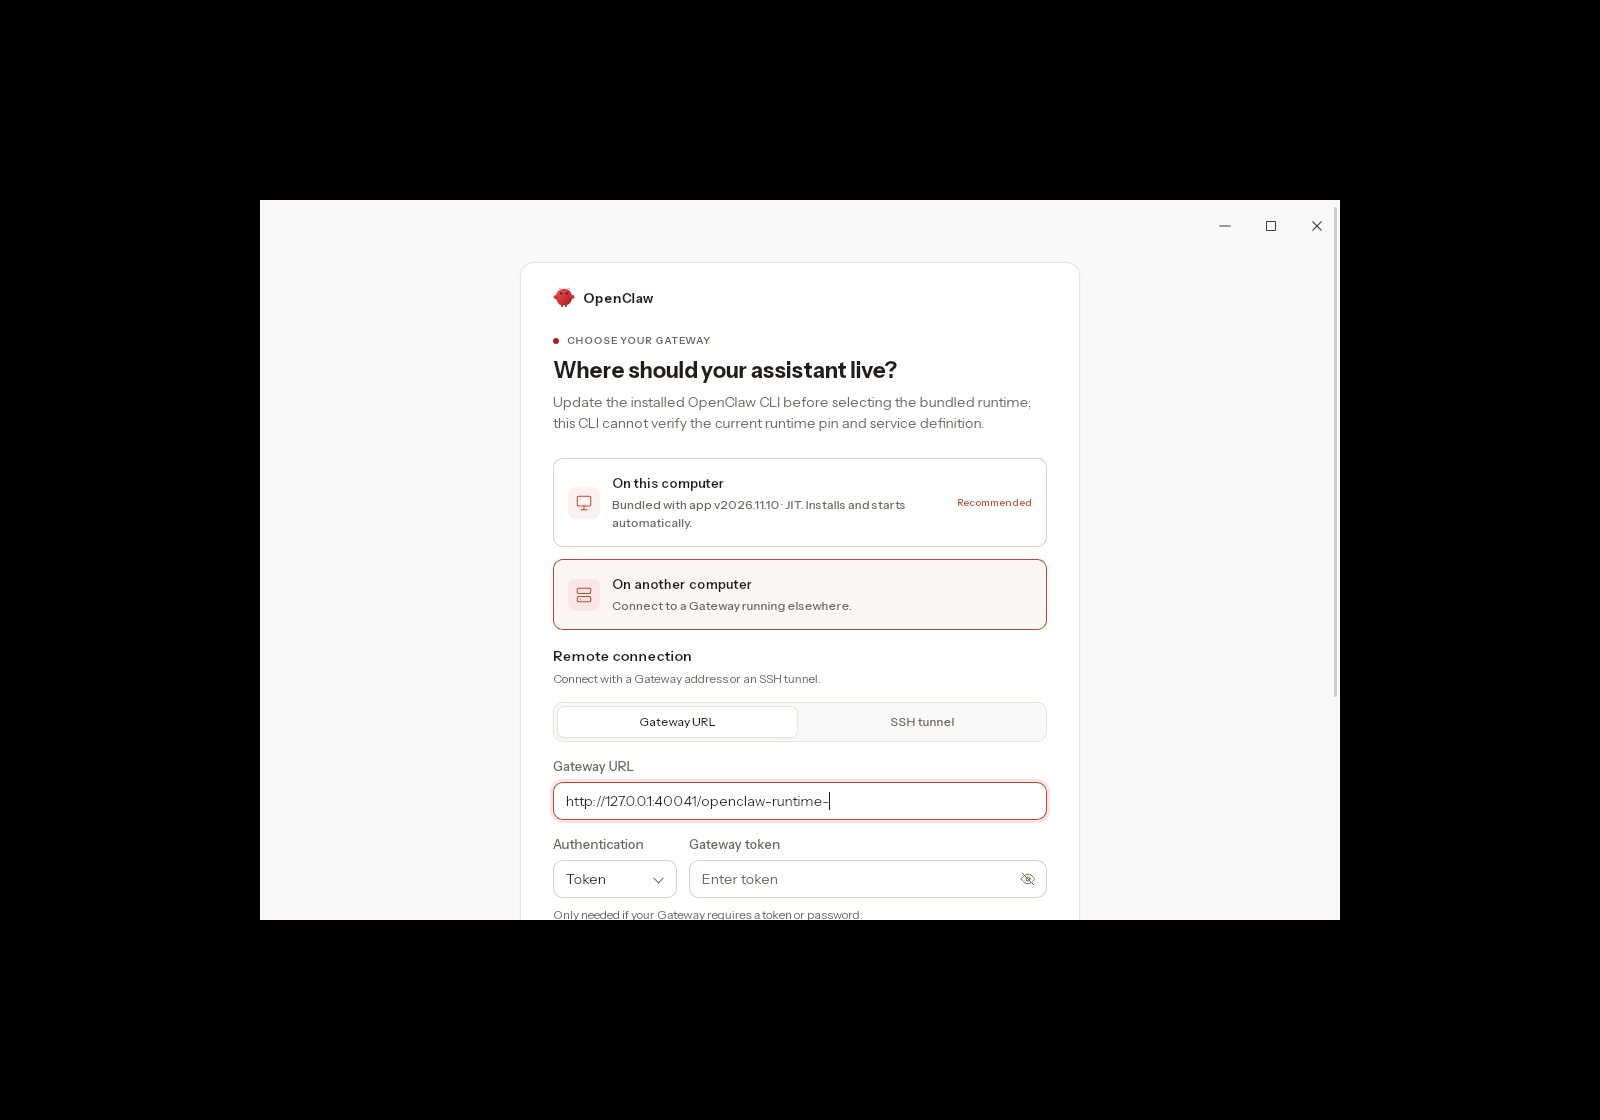 OpenClaw
CHOOSE YOUR GATEWAY
Where should your assistant live?
Update the installed OpenClaw CLI before selecting the bundled runtime;
this CLI cannot verify the current runtime pin and service definition.
On this computer
Bundled with app v2026.11.10 · JIT. Installs and starts
automatically.
Recommended
On another computer
Connect to a Gateway running elsewhere.
Remote connection
Connect with a Gateway address or an SSH tunnel.
Gateway URL
SSH tunnel
Gateway URL
http://127.0.0.1:40041/openclaw-runtime-
Authentication
Gateway token
Token
Enter token
Only needed if your Gateway requires a token or password.